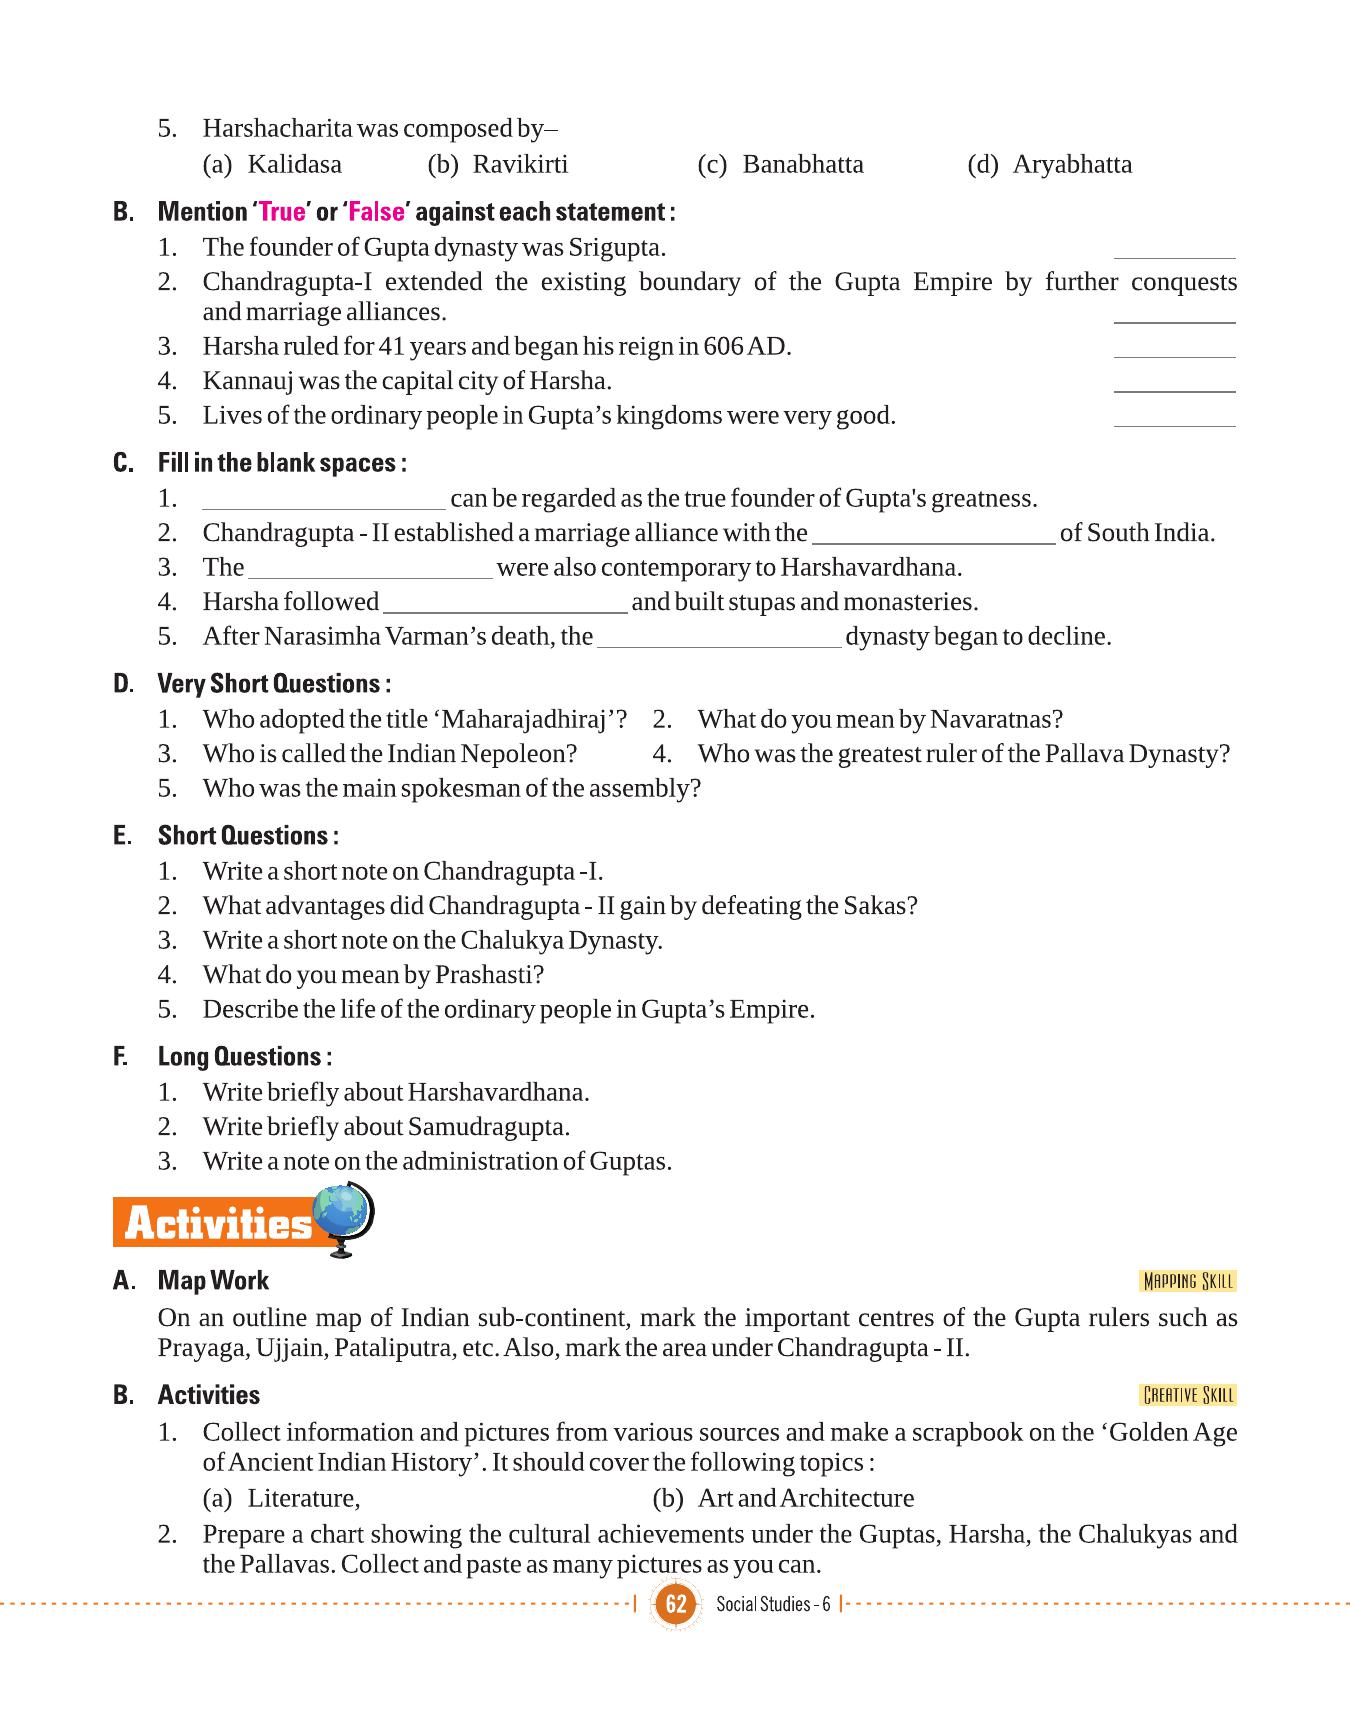 5. Harshacharita was composed by–
(a) Kalidasa (b) Ravikirti (c) Banabhatta (d) Aryabhatta
B. Mention ‘True’ or ‘False’ against each statement :
1. The founder of Gupta dynasty was Srigupta. ________
2. Chandragupta-I extended the existing boundary of the Gupta Empire by further conquests
and marriage alliances. ________
3. Harsha ruled for 41 years and began his reign in 606 AD. ________
4. Kannauj was the capital city of Harsha. ________
5. Lives of the ordinary people in Gupta’s kingdoms were very good. ________
C. Fill in the blank spaces :
1. ________________ can be regarded as the true founder of Gupta's greatness.
2. Chandragupta - II established a marriage alliance with the ________________ of South India.
3. The ________________ were also contemporary to Harshavardhana.
4. Harsha followed ________________ and built stupas and monasteries.
5. After Narasimha Varman’s death, the ________________ dynasty began to decline.
D. Very Short Questions :
1. Who adopted the title ‘Maharajadhiraj’? 2. What do you mean by Navaratnas?
3. Who is called the Indian Nepoleon? 4. Who was the greatest ruler of the Pallava Dynasty?
5. Who was the main spokesman of the assembly?
E. Short Questions :
1. Write a short note on Chandragupta -I.
2. What advantages did Chandragupta - II gain by defeating the Sakas?
3. Write a short note on the Chalukya Dynasty.
4. What do you mean by Prashasti?
5. Describe the life of the ordinary people in Gupta’s Empire.
F. Long Questions :
1. Write briefly about Harshavardhana.
2. Write briefly about Samudragupta.
3. Write a note on the administration of Guptas.
Activities
A. Map Work MAPPING SKILL
On an outline map of Indian sub-continent, mark the important centres of the Gupta rulers such as
Prayaga, Ujjain, Pataliputra, etc. Also, mark the area under Chandragupta - II.
B. Activities CREATIVE SKILL
1. Collect information and pictures from various sources and make a scrapbook on the ‘Golden Age
of Ancient Indian History’. It should cover the following topics :
(a) Literature, (b) Art and Architecture
2. Prepare a chart showing the cultural achievements under the Guptas, Harsha, the Chalukyas and
the Pallavas. Collect and paste as many pictures as you can.
62 Social Studies - 6